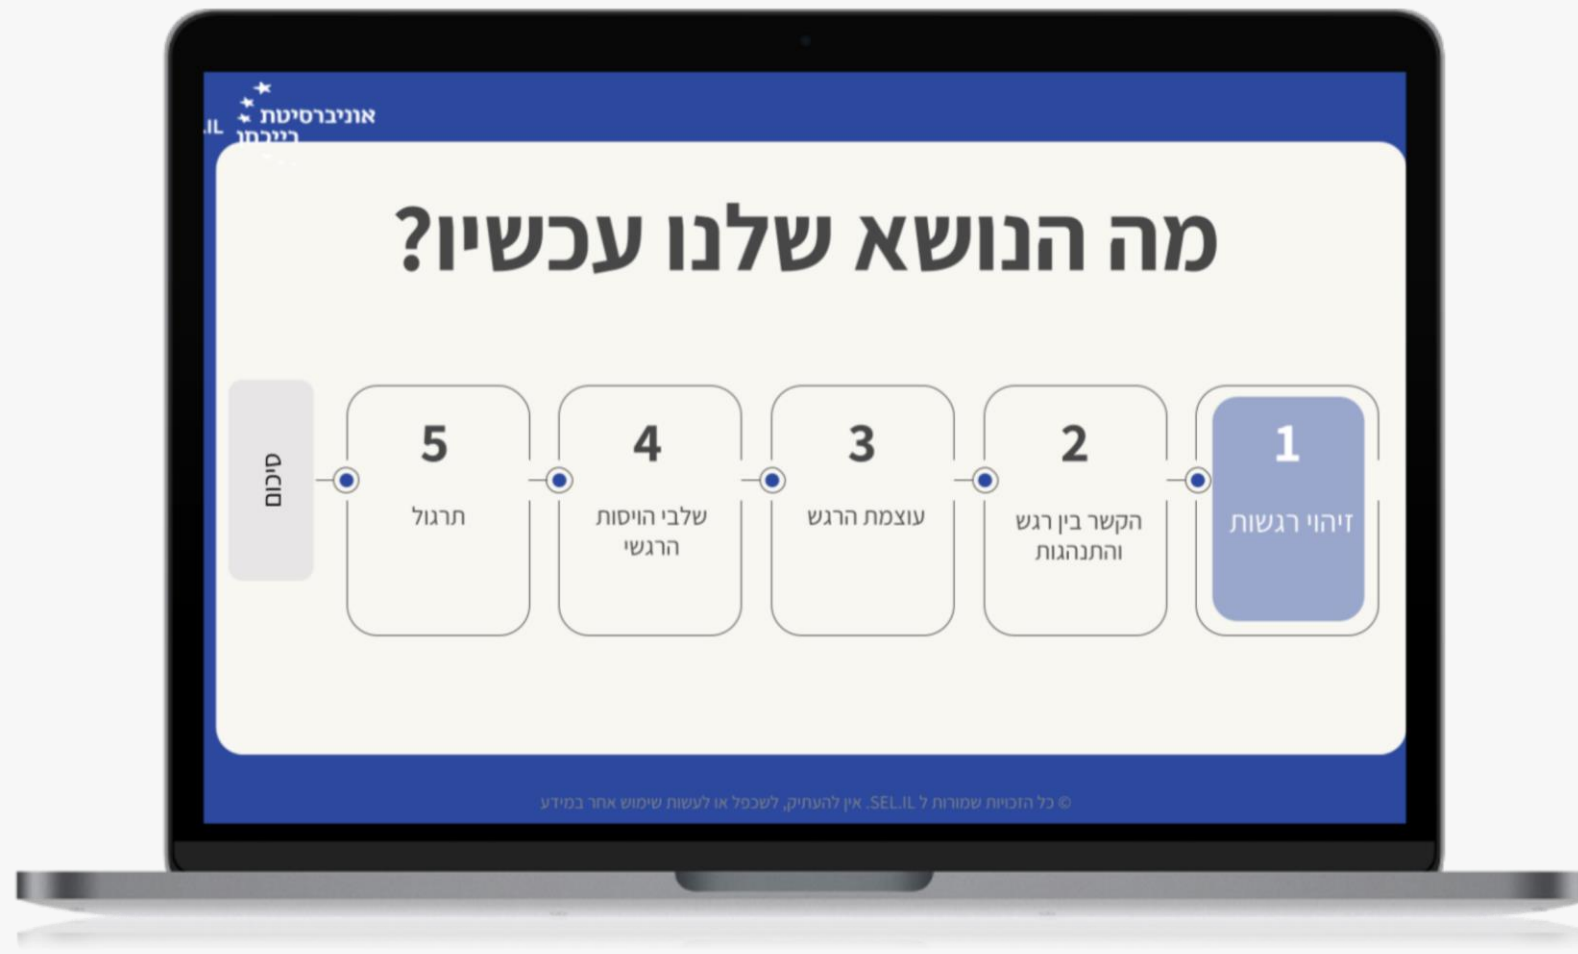 אוניברסיטת
רייכמן
.IL
מה הנושא שלנו עכשיו?
1
זיהוי רגשות
2
הקשר בין רגש
והתנהגות
3
עוצמת הרגש
4
שלבי הויסות
הרגשי
5
תרגול
סיכום
© כל הזכויות שמורות ל SEL.IL. אין להעתיק, לשכפל או לעשות שימוש אחר במידע